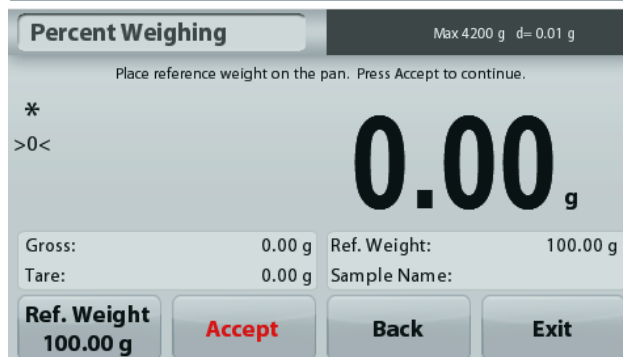 Percent Weighing
Max 4200 g d= 0.01 g
Place reference weight on the pan. Press Accept to continue.
*
>0<
0.00 g
Gross: 0.00 g
Ref. Weight: 100.00 g
Tare: 0.00 g
Sample Name:
Ref. Weight
100.00 g
Accept
Back
Exit